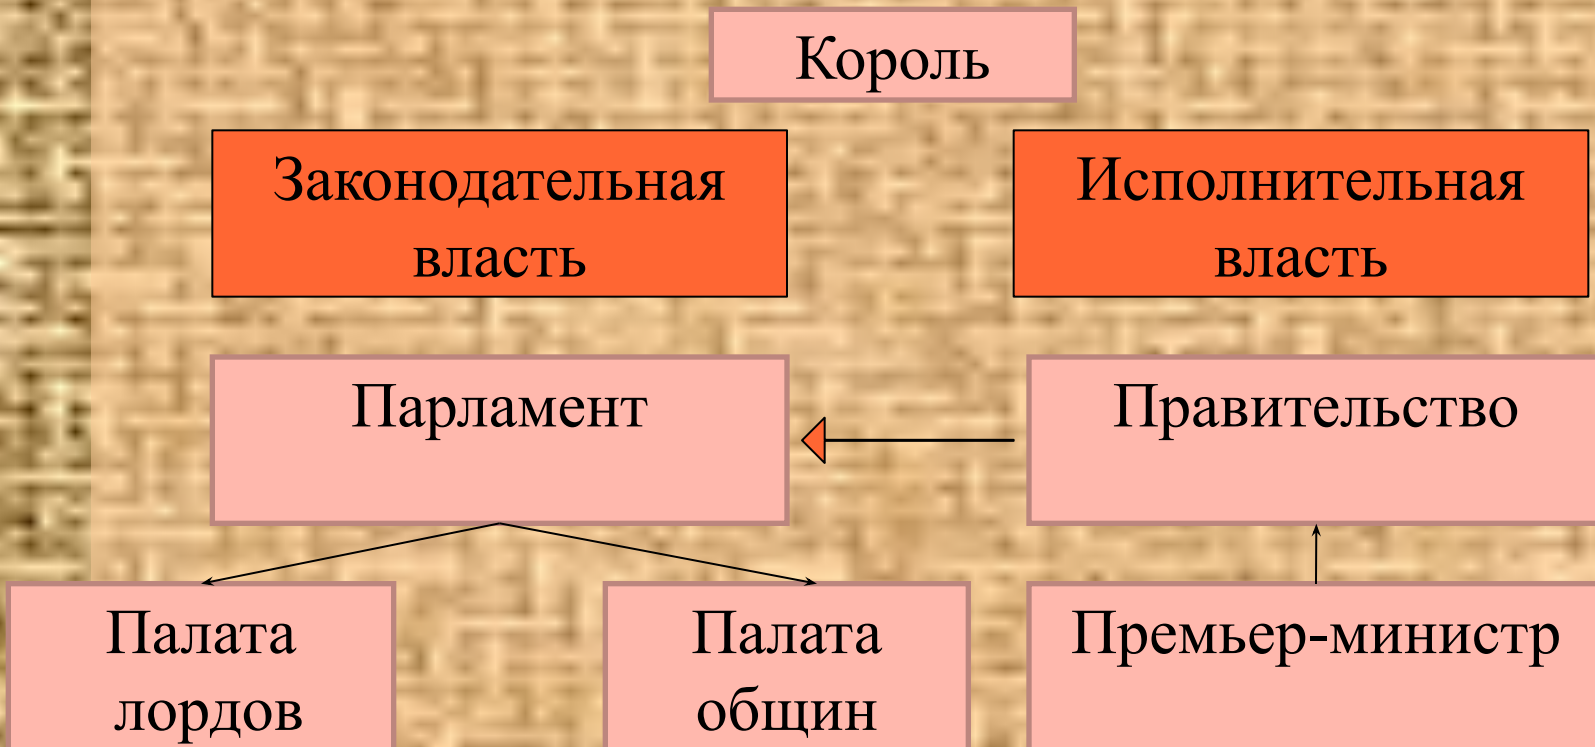 Король
Законодательная
власть
Исполнительная
власть
Парламент
Правительство
Палата
лордов
Палата
общин
Премьер-министр